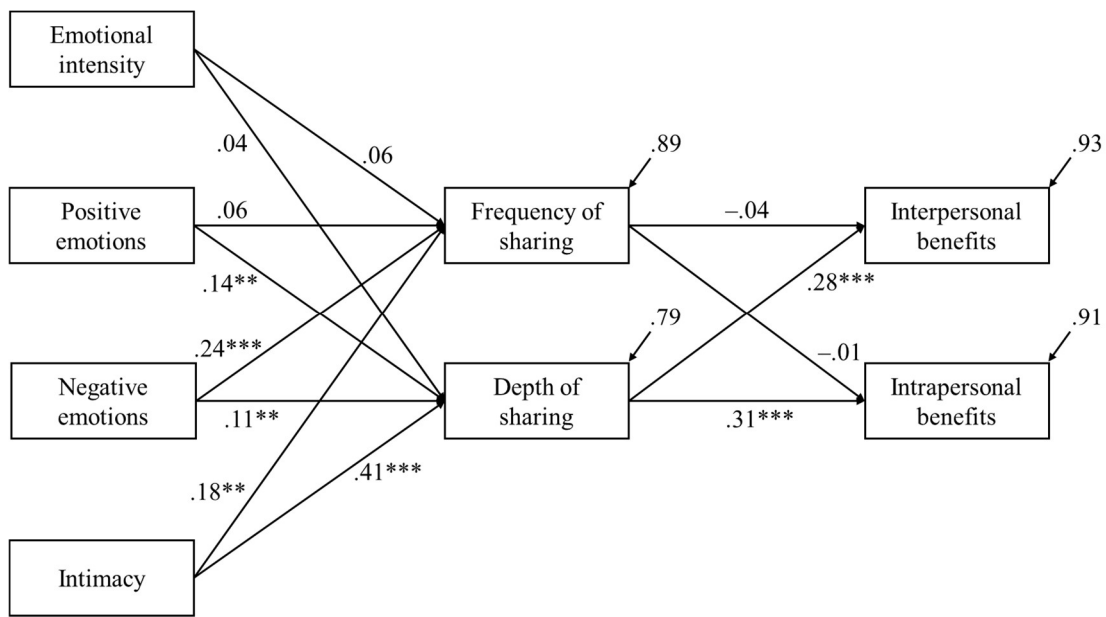 Emotional
intensity
.04
.06
.89
.93
Positive
emotions
.06
Frequency of
sharing
–.04
Interpersonal
benefits
.14**
.28***
.24***
.79
–.01
.91
Negative
emotions
.11**
Depth of
sharing
.31***
Intrapersonal
benefits
.18**
.41***
Intimacy